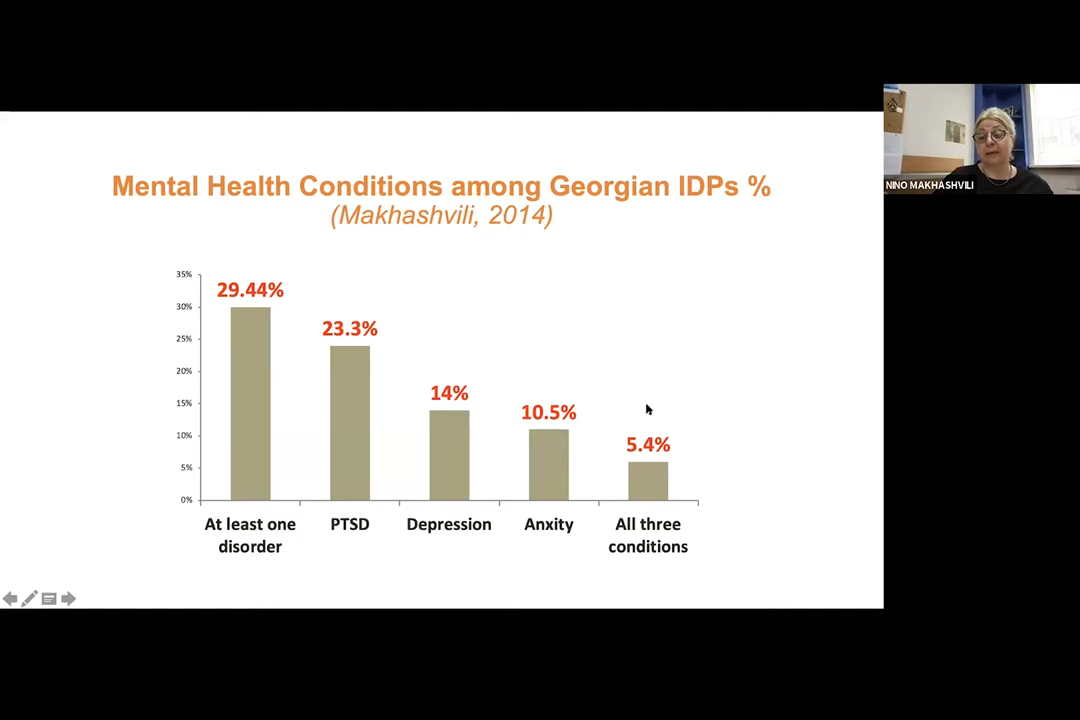 Mental Health Conditions among Georgian IDPs %
(Makhashvili, 2014)
35%
30%
25%
20%
15%
10%
5%
0%
29.44%
23.3%
14%
10.5%
5.4%
At least one
disorder
PTSD
Depression
Anxity
All three
conditions
NINO MAKHASHVILI